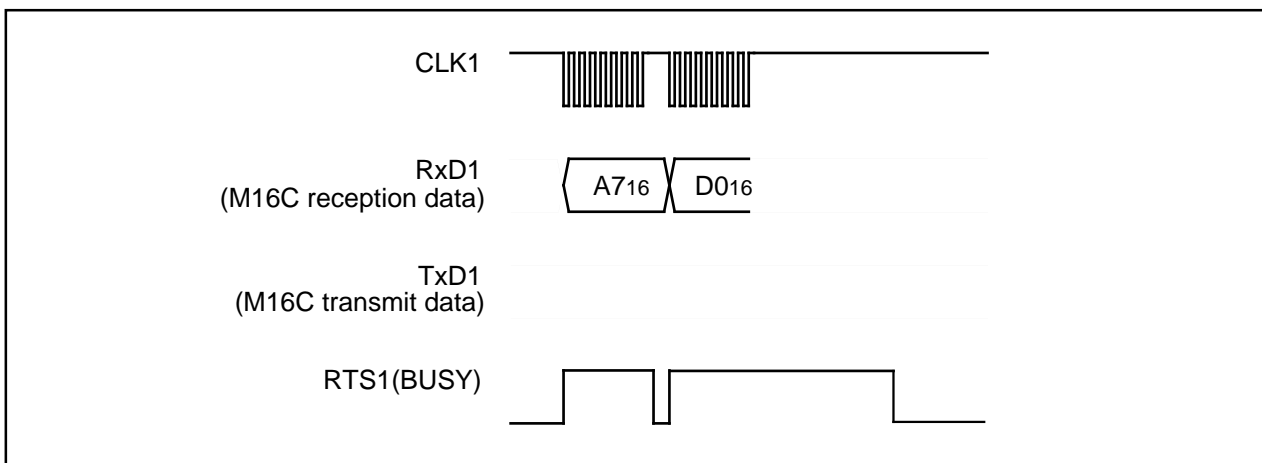 CLK1
RxD1
(M16C reception data)
A716
D016
TxD1
(M16C transmit data)
RTS1(BUSY)